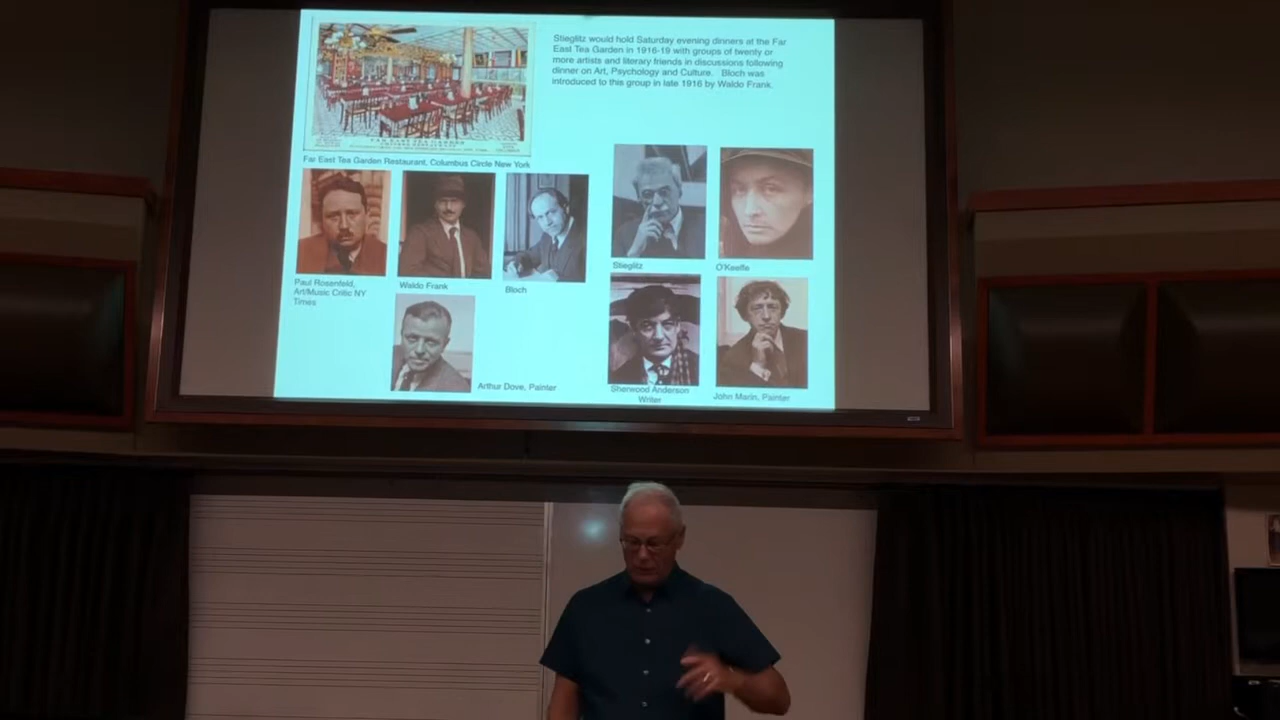 Stieglitz would hold Saturday evening dinners at the Far
East Tea Garden in 1916-19 with groups of twenty or
more artists and literary friends in discussions following
dinner on Art, Psychology and Culture. Bloch was
introduced to this group in late 1916 by Waldo Frank.
FAR EAST TEA GARDEN
Far East Tea Garden Restaurant, Columbus Circle New York
Paul Rosenfeld,
Art/Music Critic NY
Times
Waldo Frank
Bloch
Stieglitz
O'Keeffe
Arthur Dove, Painter
Sherwood Anderson
Writer
John Marin, Painter